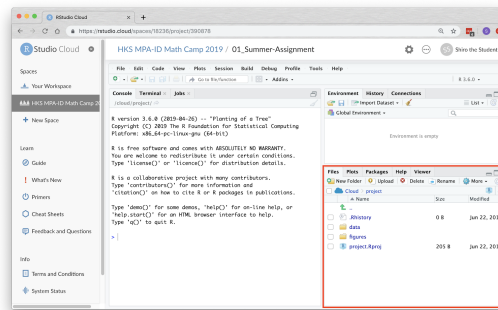 RStudio Cloud
https://rstudio.cloud/spaces/18236/project/390878
RStudio Cloud
HKS MPA-ID Math Camp 2019 / 01_Summer-Assignment
Shiro the Student
Spaces
Your Workspace
HKS MPA-ID Math Camp 20
New Space
Learn
Guide
What's New
Primers
Cheat Sheets
Feedback and Questions
Info
Terms and Conditions
System Status
File Edit Code View Plots Session Build Debug Profile Tools Help
Go to file/function
Addins
R 3.6.0
Console Terminal Jobs
/cloud/project/
R version 3.6.0 (2019-04-26) -- "Planting of a Tree"
Copyright (C) 2019 The R Foundation for Statistical Computing
Platform: x86_64-pc-linux-gnu (64-bit)
R is free software and comes with ABSOLUTELY NO WARRANTY.
You are welcome to redistribute it under certain conditions.
Type 'license()' or 'licence()' for distribution details.
R is a collaborative project with many contributors.
Type 'contributors()' for more information and
'citation()' on how to cite R or R packages in publications.
Type 'demo()' for some demos, 'help()' for on-line help, or
'help.start()' for an HTML browser interface to help.
Type 'q()' to quit R.
>
Environment History Connections
Import Dataset
List
Global Environment
Environment is empty
Files Plots Packages Help Viewer
New Folder Upload Delete Rename More
Cloud project
Name Size Modified
..
.Rhistory 0 B Jun 22, 201
data
figures
project.Rproj 205 B Jun 22, 201